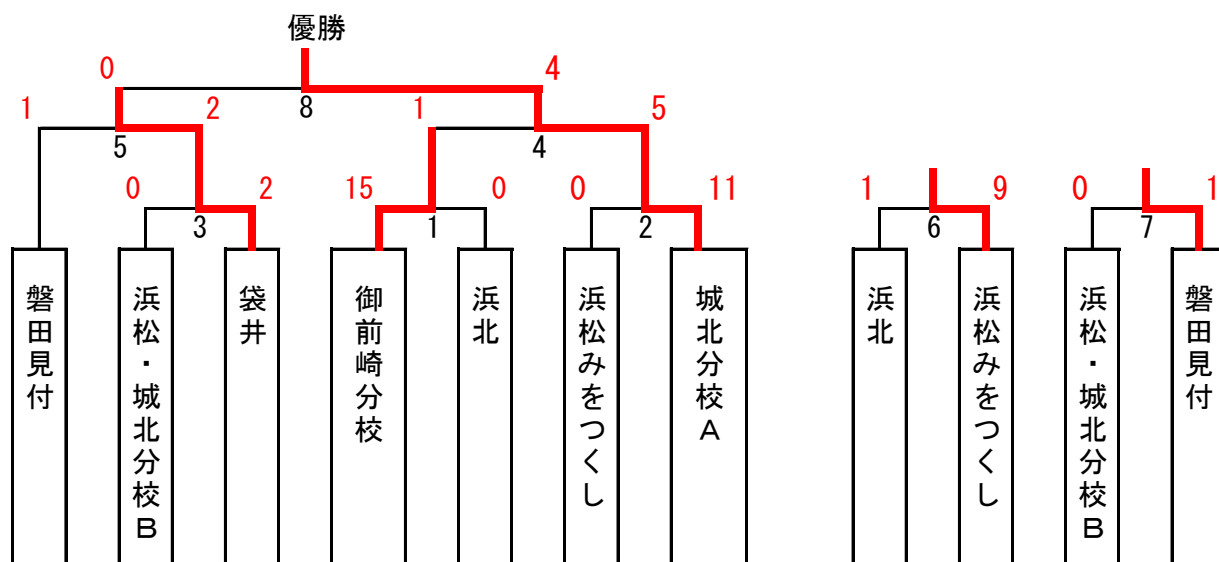 優勝
0 4
8
1 2 1 5
5 4
0 2 15 0 0 11 1 9 0 1
3 1 2 6 7
磐田見付
浜松・城北分校B
袋井
御前崎分校
浜北
浜松みをつくし
城北分校A
浜北
浜松みをつくし
浜松・城北分校B
磐田見付